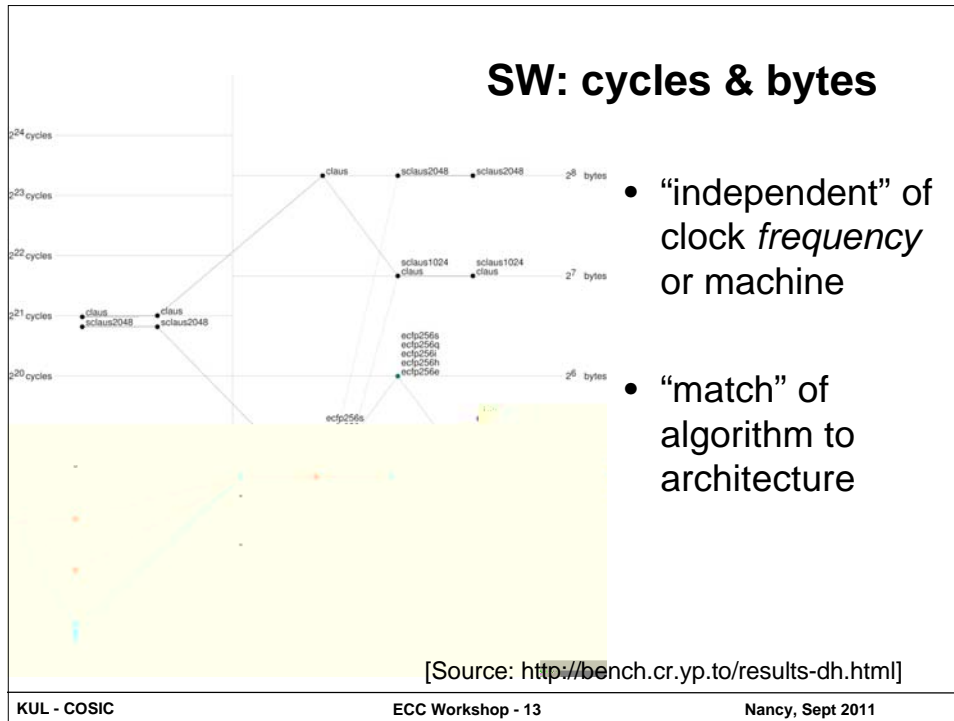 SW: cycles & bytes
2^24 cycles
claus
sclaus2048
sclaus2048
2^8 bytes
2^23 cycles
2^22 cycles
sclaus1024
claus
sclaus1024
claus
2^7 bytes
2^21 cycles
claus
sclaus2048
claus
sclaus2048
ecfp256s
ecfp256q
ecfp256i
ecfp256h
ecfp256e
2^20 cycles
2^6 bytes
ecfp256s
• “independent” of
clock frequency
or machine
• “match” of
algorithm to
architecture
[Source: http://bench.cr.yp.to/results-dh.html]
KUL - COSIC
ECC Workshop - 13
Nancy, Sept 2011